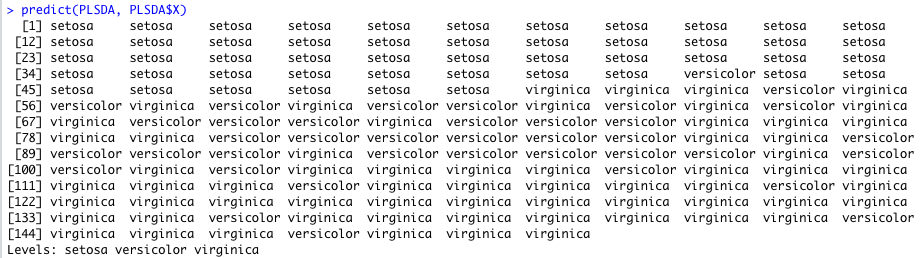 > predict(PLSDA, PLSDA$X)
[1] setosa setosa setosa setosa setosa setosa setosa setosa setosa setosa setosa
[12] setosa setosa setosa setosa setosa setosa setosa setosa setosa setosa setosa
[23] setosa setosa setosa setosa setosa setosa setosa setosa setosa setosa setosa
[34] setosa setosa setosa setosa setosa setosa setosa setosa versicolor setosa setosa
[45] setosa setosa setosa setosa setosa setosa virginica virginica virginica versicolor virginica
[56] versicolor virginica versicolor virginica versicolor versicolor virginica versicolor virginica versicolor versicolor
[67] virginica versicolor versicolor versicolor virginica versicolor versicolor versicolor virginica virginica virginica
[78] virginica virginica versicolor versicolor versicolor versicolor versicolor virginica virginica virginica versicolor
[89] versicolor versicolor versicolor virginica versicolor versicolor versicolor versicolor versicolor virginica versicolor
[100] versicolor virginica versicolor virginica virginica virginica virginica versicolor virginica virginica virginica
[111] virginica virginica virginica versicolor virginica virginica virginica virginica virginica versicolor virginica
[122] virginica virginica virginica virginica virginica virginica virginica virginica virginica virginica virginica
[133] virginica virginica versicolor virginica virginica virginica virginica virginica virginica virginica versicolor
[144] virginica virginica virginica versicolor virginica virginica virginica
Levels: setosa versicolor virginica